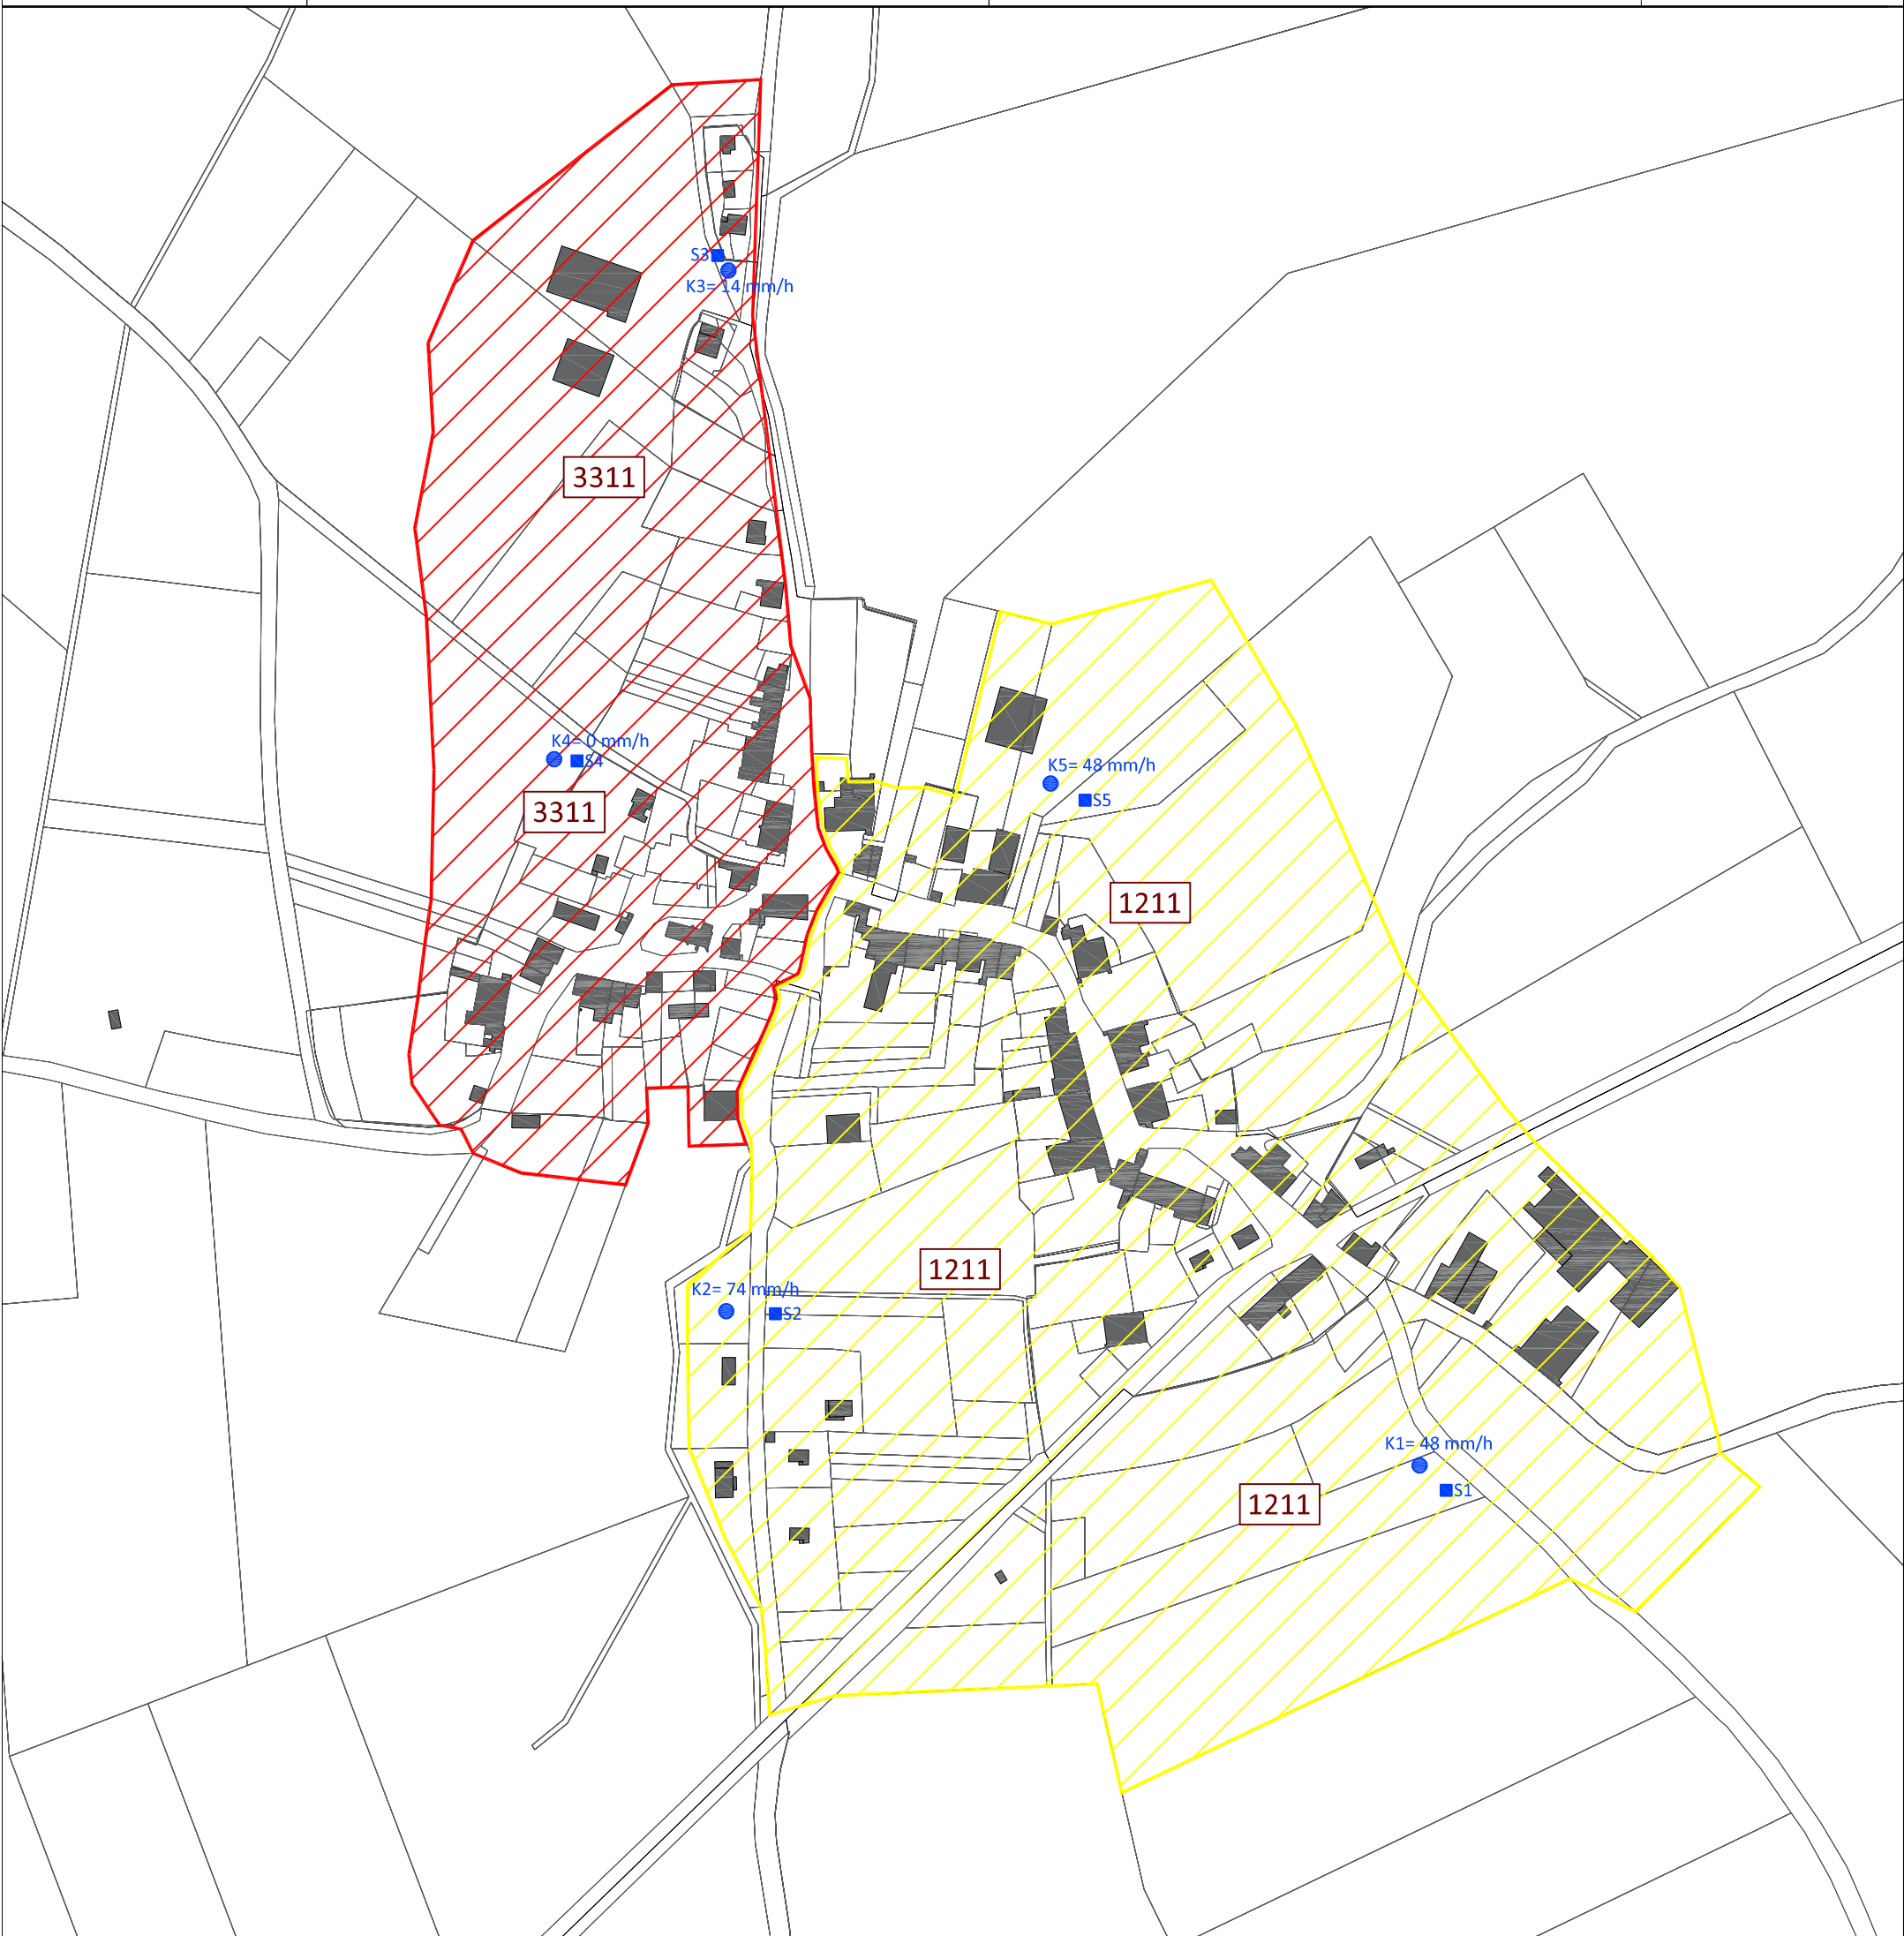 S3
K3= 14 mm/h
3311
K4= 0 mm/h
S4
K5= 48 mm/h
S5
3311
1211
1211
K2= 74 mm/h
S2
K1= 48 mm/h
S1
1211